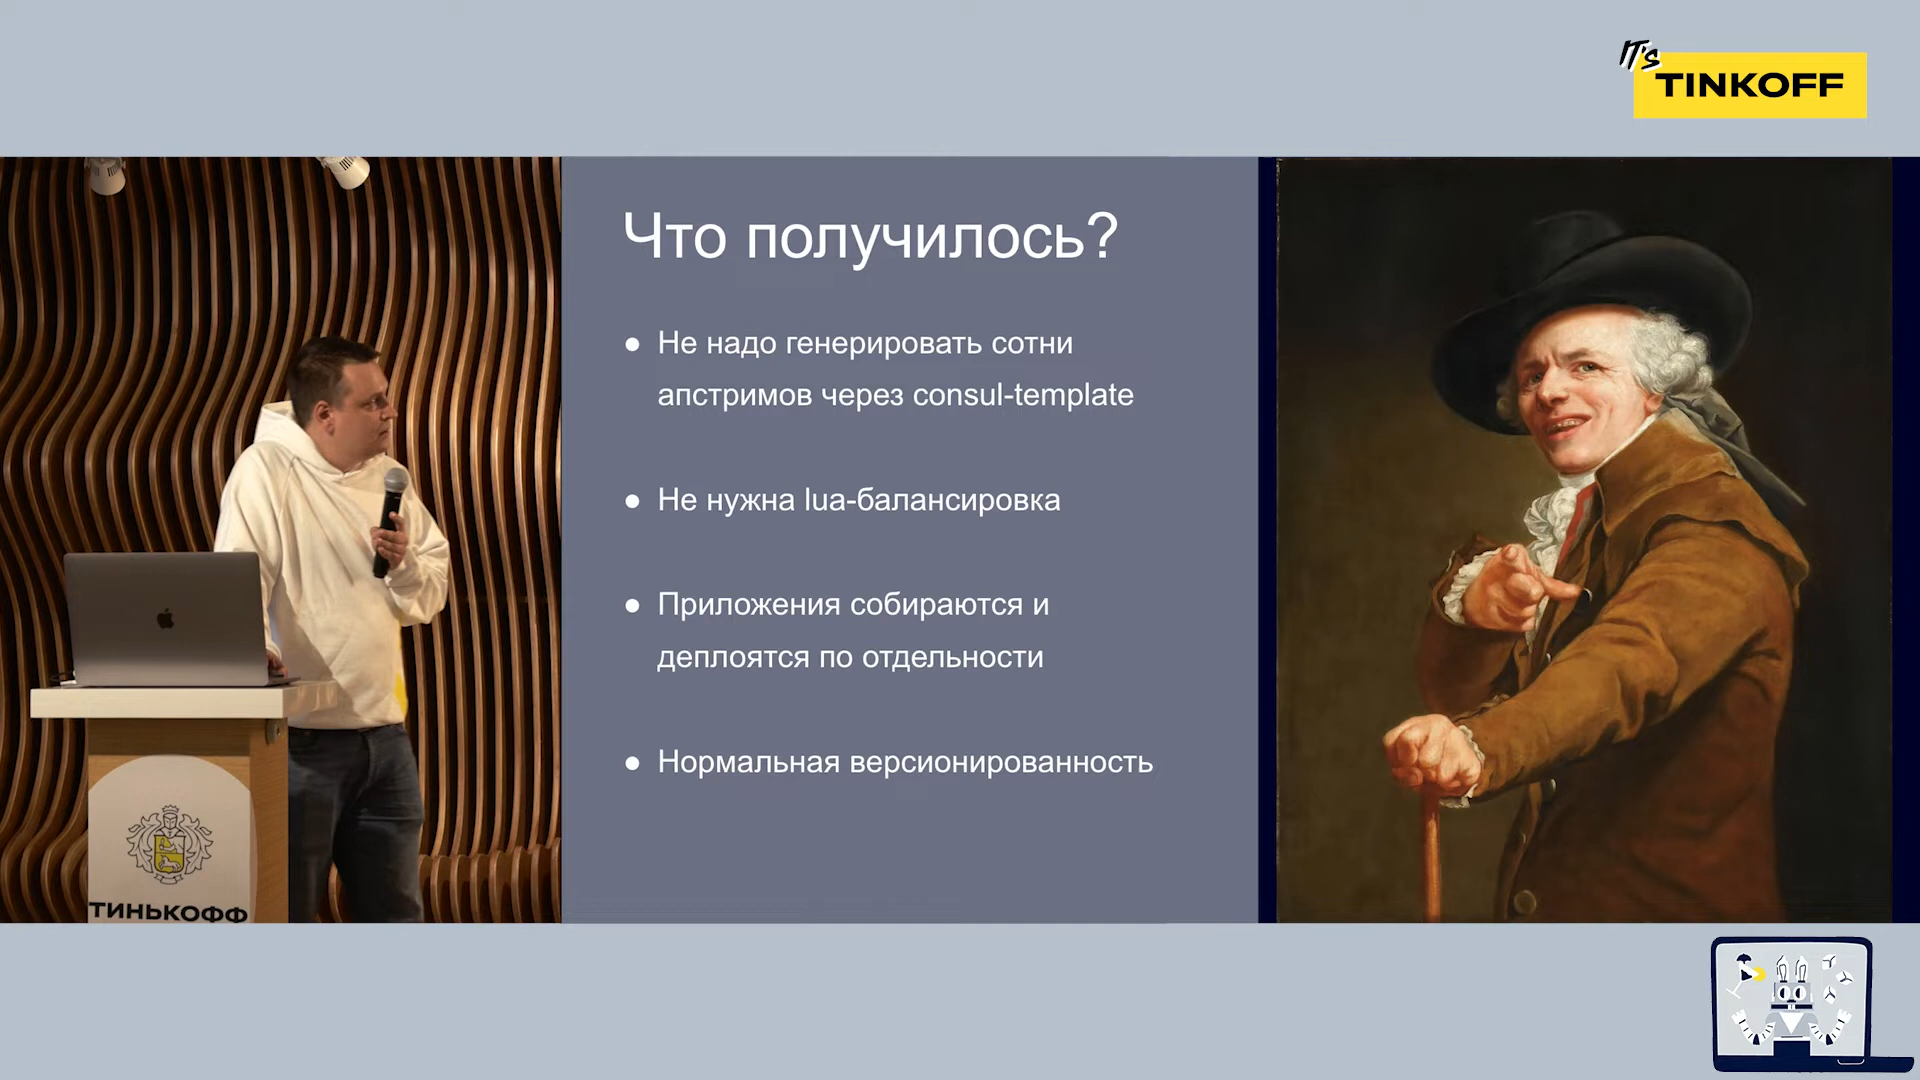 IT's
TINKOFF
Что получилось?
● Не надо генерировать сотни
апстримов через consul-template
● Не нужна lua-балансировка
● Приложения собираются и
деплоятся по отдельности
● Нормальная версионированность
ТИНЬКОФФ